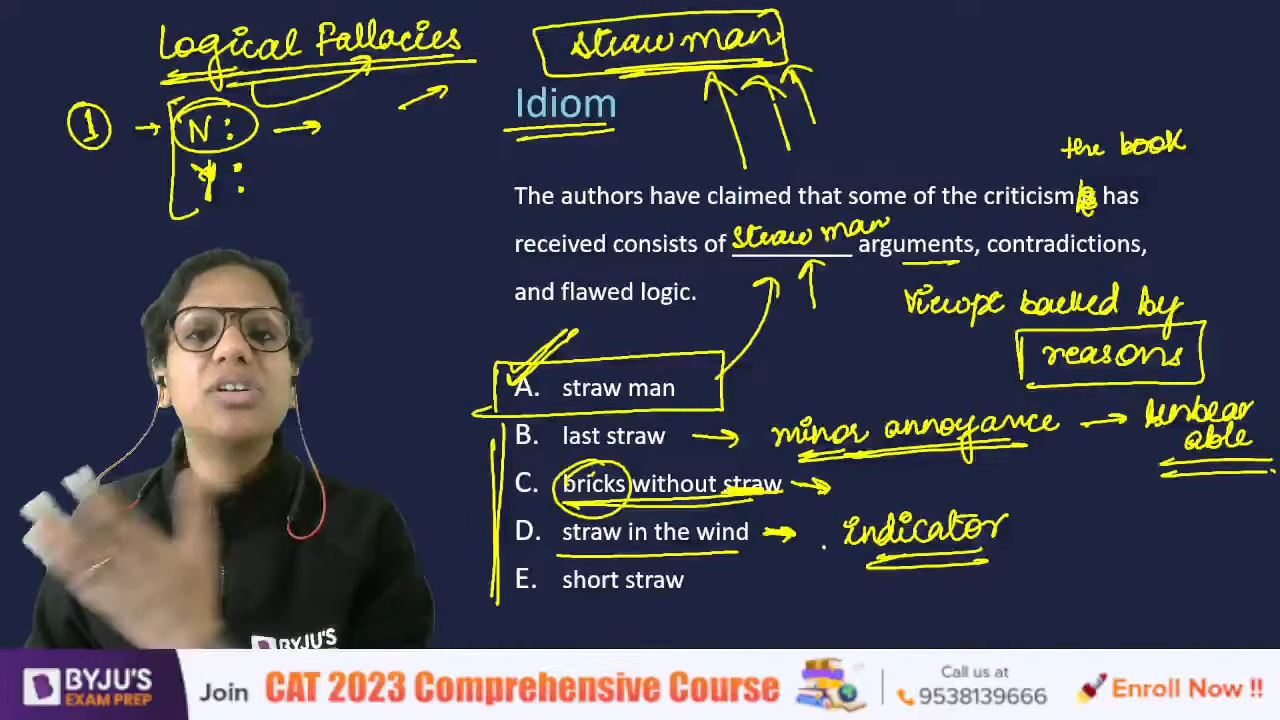 Logical Fallacies
straw man
Idiom
① → N: →
Y:
the book
The authors have claimed that some of the criticism has
received consists of straw man arguments, contradictions,
and flawed logic.
backed by
reasons
A. straw man
B. last straw → minor annoyance →
able
C. bricks without straw →
D. straw in the wind → indicator
E. short straw
BYJU'S
BYJU'S
EXAM PREP
Join CAT 2023 Comprehensive Course
Call us at
9538139666
Enroll Now !!